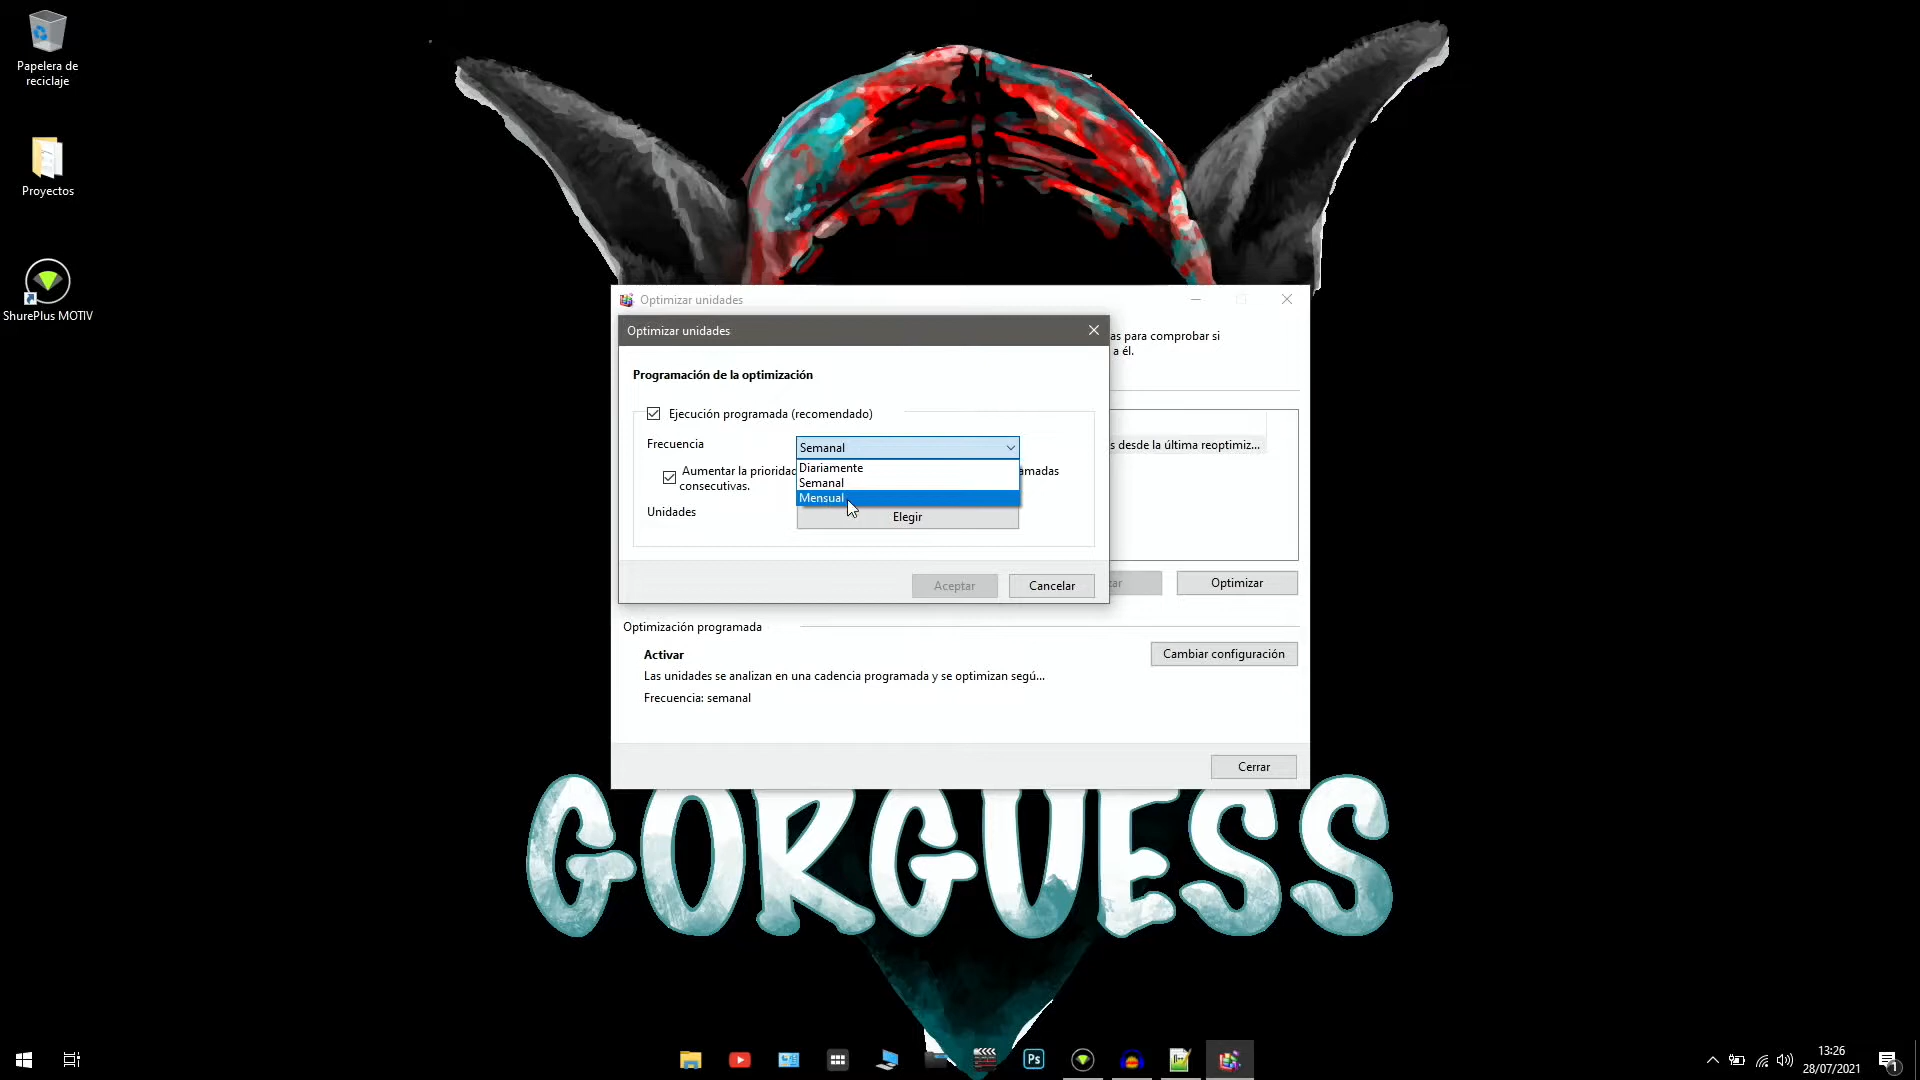 Papelera de
reciclaje
Proyectos
ShurePlus MOTIV
Optimizar unidades
Optimizar unidades
as para comprobar si
a él.
Programación de la optimización
Ejecución programada (recomendado)
Frecuencia
Semanal
s desde la última reoptimiz...
Diariamente
Aumentar la prioridad
amadas
consecutivas.
Semanal
Mensual
Unidades
Elegir
Aceptar
Cancelar
zar
Optimizar
Optimización programada
Activar
Cambiar configuración
Las unidades se analizan en una cadencia programada y se optimizan segú...
Frecuencia: semanal
Cerrar
GORGUESS
Ps
13:26
28/07/2021
1